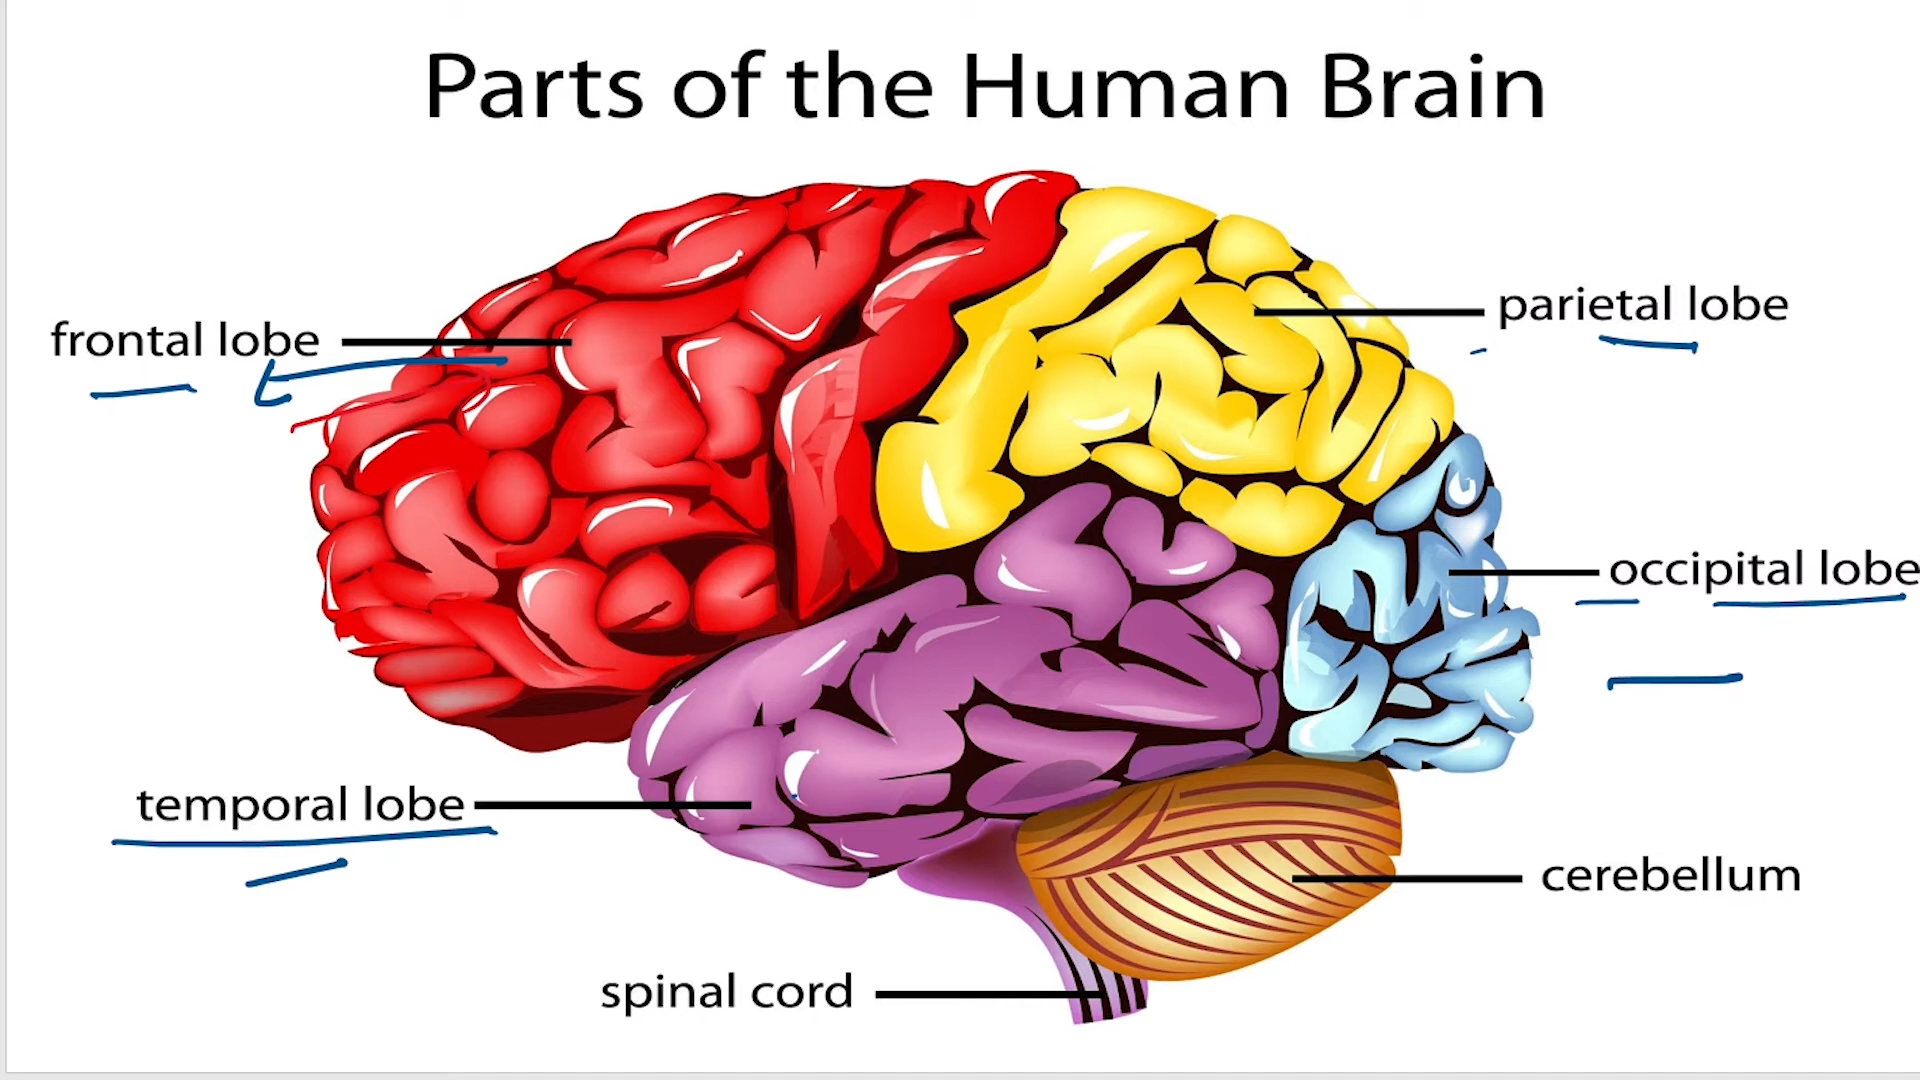 Parts of the Human Brain
frontal lobe
parietal lobe
occipital lobe
temporal lobe
cerebellum
spinal cord